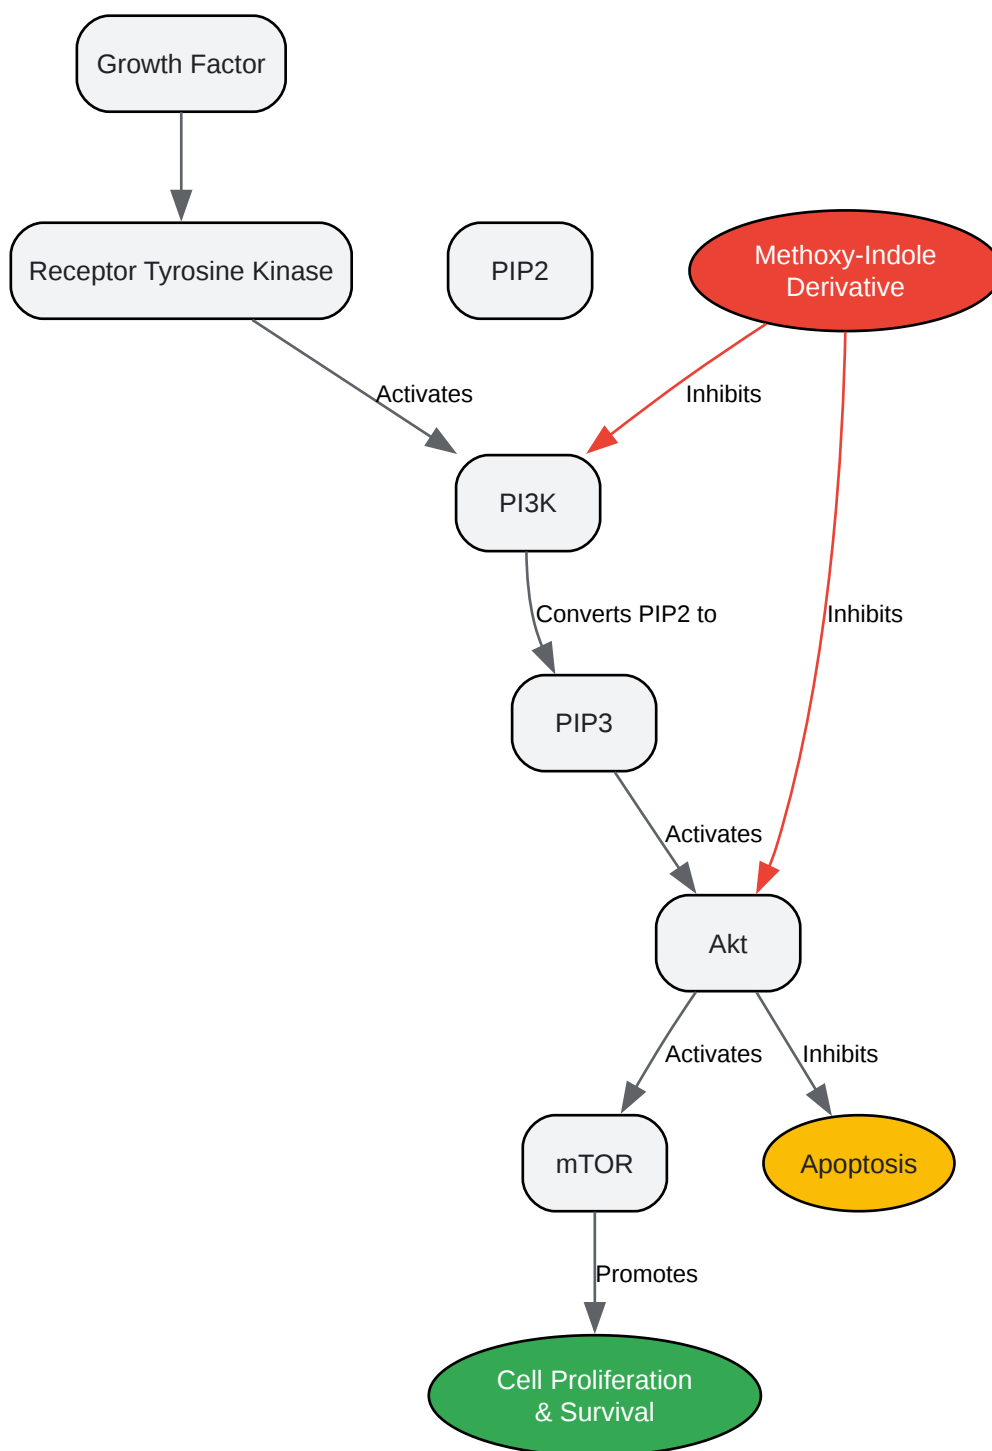 Growth Factor
Receptor Tyrosine Kinase
PIP2
Methoxy-Indole
Derivative
Activates
Inhibits
PI3K
Converts PIP2 to
Inhibits
PIP3
Activates
Akt
Activates
Inhibits
mTOR
Apoptosis
Promotes
Cell Proliferation
& Survival